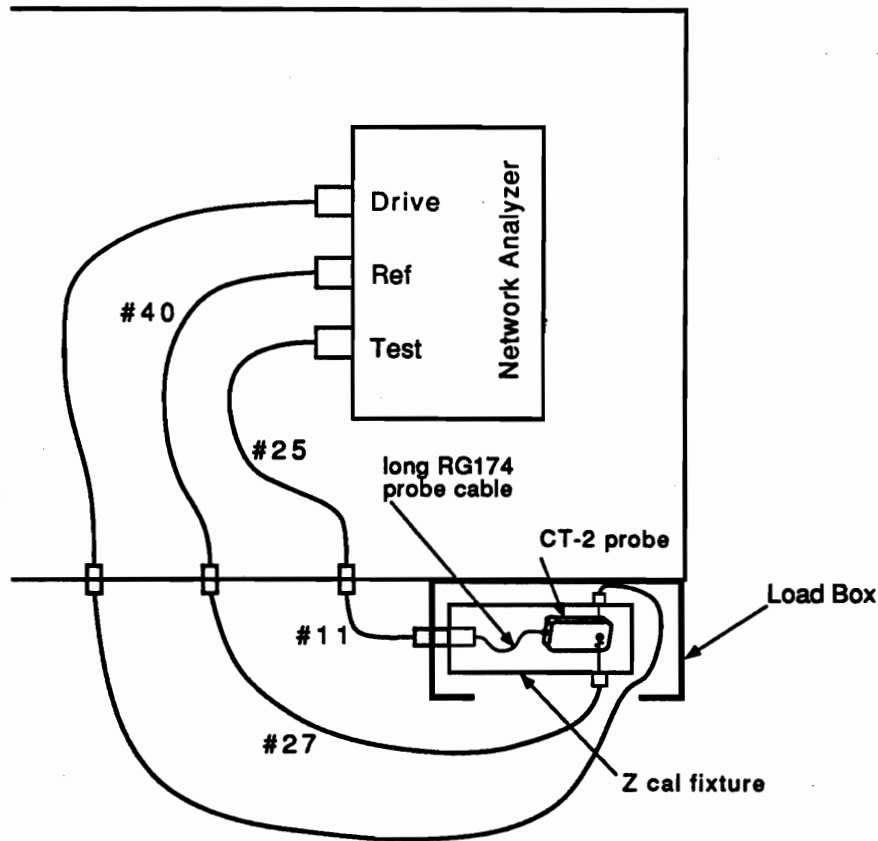 Drive
Network Analyzer
Ref
#40
Test
#25
long RG174
probe cable
CT-2 probe
Load Box
#11
#27
Z cal fixture